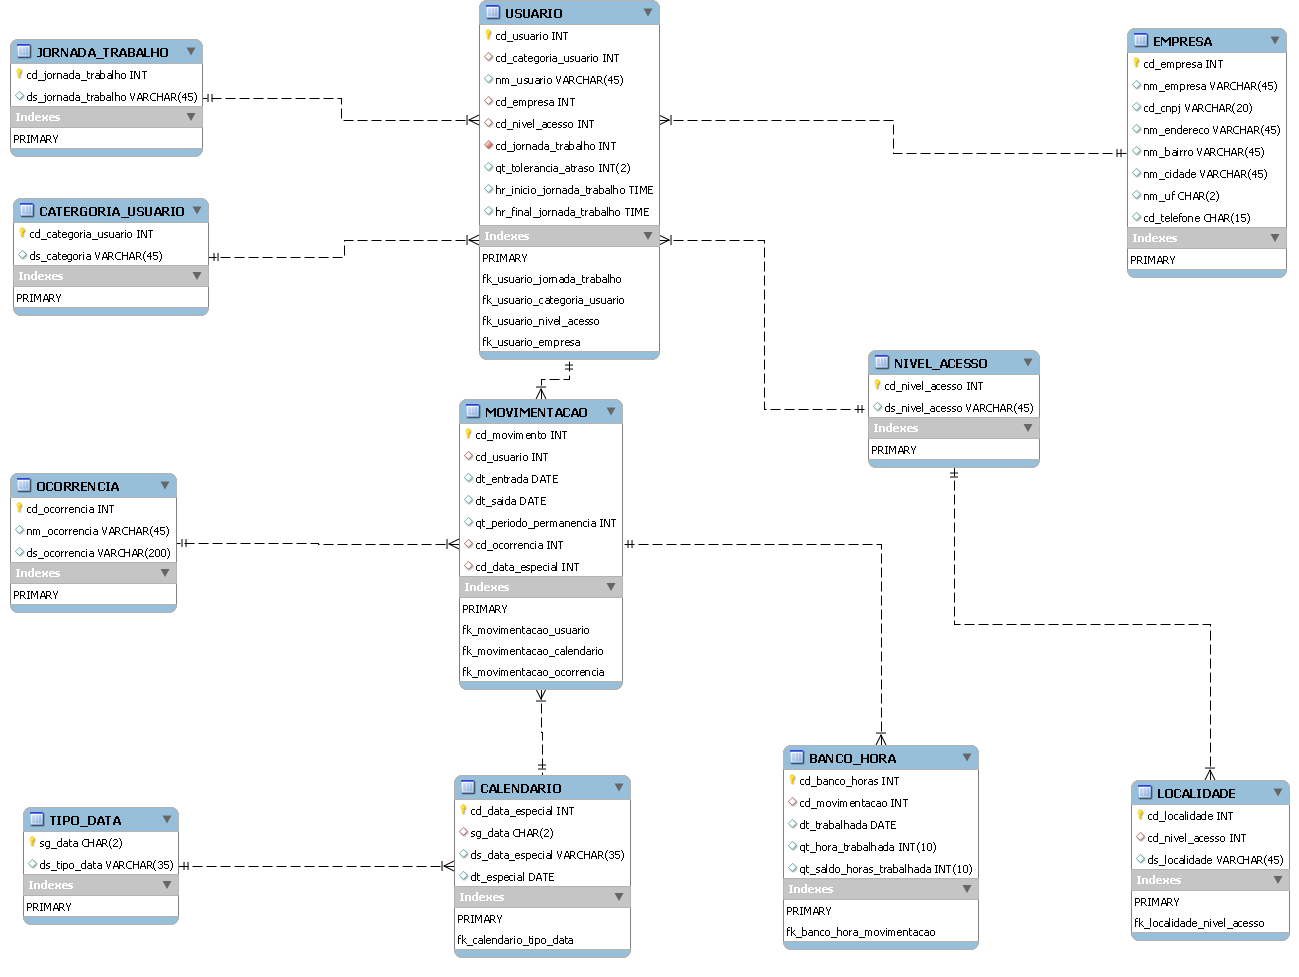 JORNADA_TRABALHO
cd_jornada_trabalho INT
ds_jornada_trabalho VARCHAR(45)
Indexes
PRIMARY
USUARIO
cd_usuario INT
cd_categoria_usuario INT
nm_usuario VARCHAR(45)
cd_empresa INT
cd_nivel_acesso INT
cd_jornada_trabalho INT
qt_tolerancia_atraso INT(2)
hr_inicio_jornada_trabalho TIME
hr_final_jornada_trabalho TIME
Indexes
PRIMARY
fk_usuario_jornada_trabalho
fk_usuario_categoria_usuario
fk_usuario_nivel_acesso
fk_usuario_empresa
EMPRESA
cd_empresa INT
nm_empresa VARCHAR(45)
cd_cnpj VARCHAR(20)
nm_endereco VARCHAR(45)
nm_bairro VARCHAR(45)
nm_cidade VARCHAR(45)
nm_uf CHAR(2)
cd_telefone CHAR(15)
Indexes
PRIMARY
CATERGORIA_USUARIO
cd_categoria_usuario INT
ds_categoria VARCHAR(45)
Indexes
PRIMARY
NIVEL_ACESSO
cd_nivel_acesso INT
ds_nivel_acesso VARCHAR(45)
Indexes
PRIMARY
MOVIMENTACAO
cd_movimento INT
cd_usuario INT
dt_entrada DATE
dt_saida DATE
qt_periodo_permanencia INT
cd_ocorrencia INT
cd_data_especial INT
Indexes
PRIMARY
fk_movimentacao_usuario
fk_movimentacao_calendario
fk_movimentacao_ocorrencia
OCORRENCIA
cd_ocorrencia INT
nm_ocorrencia VARCHAR(45)
ds_ocorrencia VARCHAR(200)
Indexes
PRIMARY
TIPO_DATA
sg_data CHAR(2)
ds_tipo_data VARCHAR(35)
Indexes
PRIMARY
CALENDARIO
cd_data_especial INT
sg_data CHAR(2)
ds_data_especial VARCHAR(35)
dt_especial DATE
Indexes
PRIMARY
fk_calendario_tipo_data
BANCO_HORA
cd_banco_horas INT
cd_movimentacao INT
dt_trabalhada DATE
qt_hora_trabalhada INT(10)
qt_saldo_horas_trabalhada INT(10)
Indexes
PRIMARY
fk_banco_hora_movimentacao
LOCALIDADE
cd_localidade INT
cd_nivel_acesso INT
ds_localidade VARCHAR(45)
Indexes
PRIMARY
fk_localidade_nivel_acesso